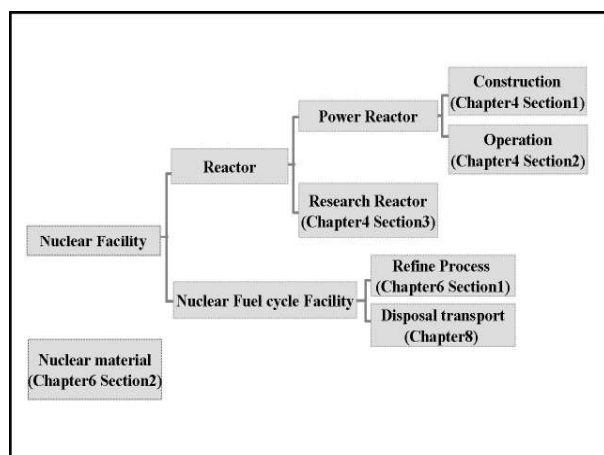 Construction
(Chapter4 Section1)
Power Reactor
Operation
(Chapter4 Section2)
Reactor
Research Reactor
(Chapter4 Section3)
Nuclear Facility
Refine Process
(Chapter6 Section1)
Nuclear Fuel cycle Facility
Disposal transport
(Chapter8)
Nuclear material
(Chapter6 Section2)